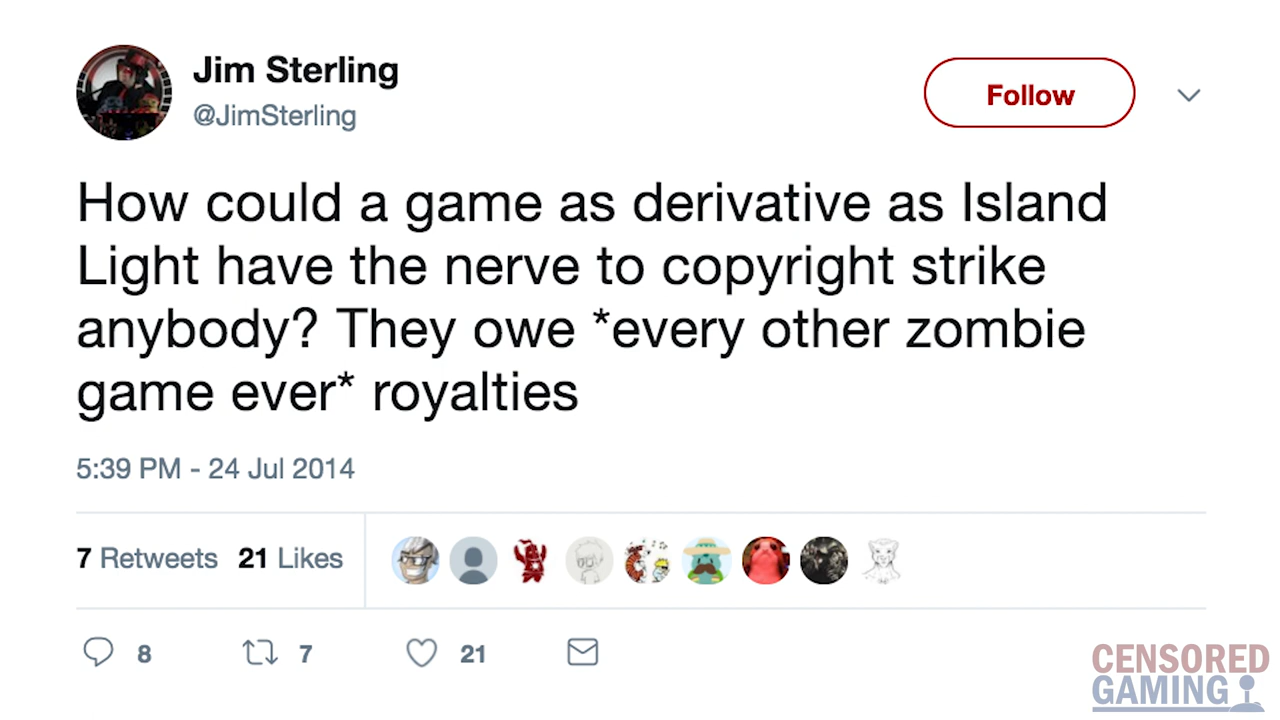 Jim Sterling
@JimSterling
Follow
How could a game as derivative as Island
Light have the nerve to copyright strike
anybody? They owe *every other zombie
game ever* royalties
5:39 PM - 24 Jul 2014
7 Retweets 21 Likes
8 7 21
CENSORED
GAMING